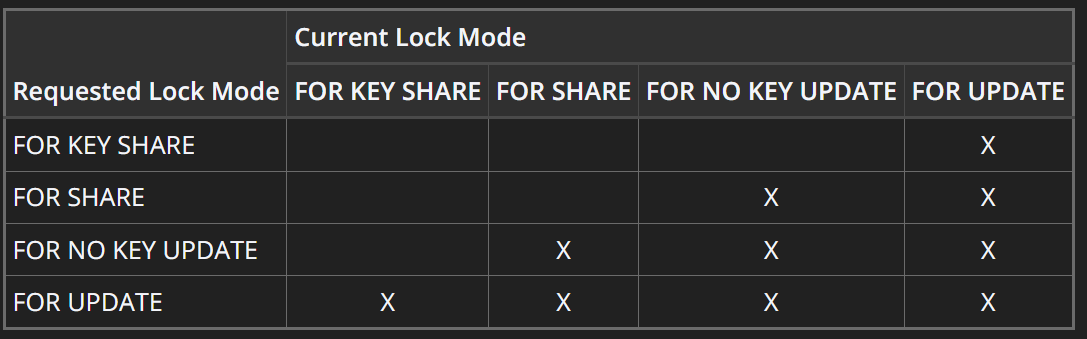 Current Lock Mode
Requested Lock Mode FOR KEY SHARE FOR SHARE FOR NO KEY UPDATE FOR UPDATE
FOR KEY SHARE X
FOR SHARE X X
FOR NO KEY UPDATE X X X
FOR UPDATE X X X X